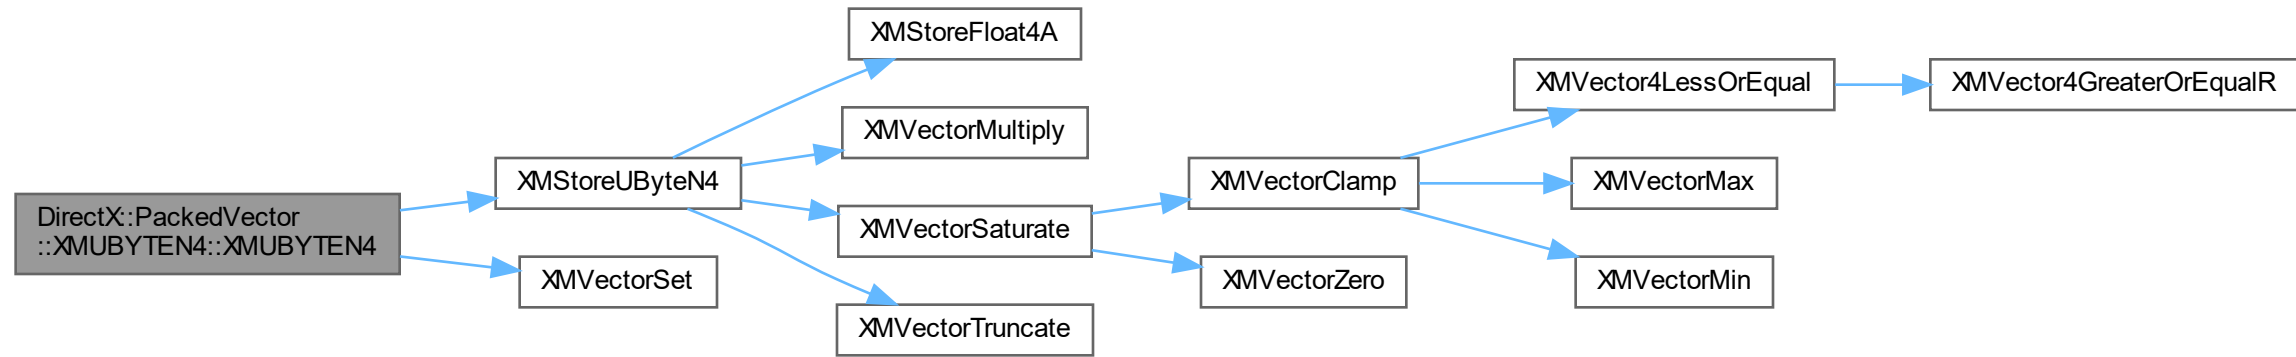 DirectX::PackedVector
::XMUBYTEN4::XMUBYTEN4
XMStoreUByteN4
XMVectorSet
XMStoreFloat4A
XMVectorMultiply
XMVectorSaturate
XMVectorTruncate
XMVectorClamp
XMVectorZero
XMVector4LessOrEqual
XMVectorMax
XMVectorMin
XMVector4GreaterOrEqualR